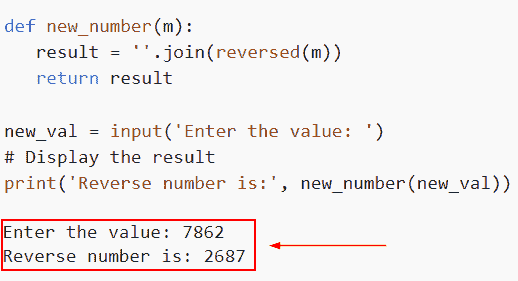 def new_number(m):
   result = ''.join(reversed(m))
   return result
new_val = input('Enter the value: ')
# Display the result
print('Reverse number is:', new_number(new_val))
Enter the value: 7862
Reverse number is: 2687